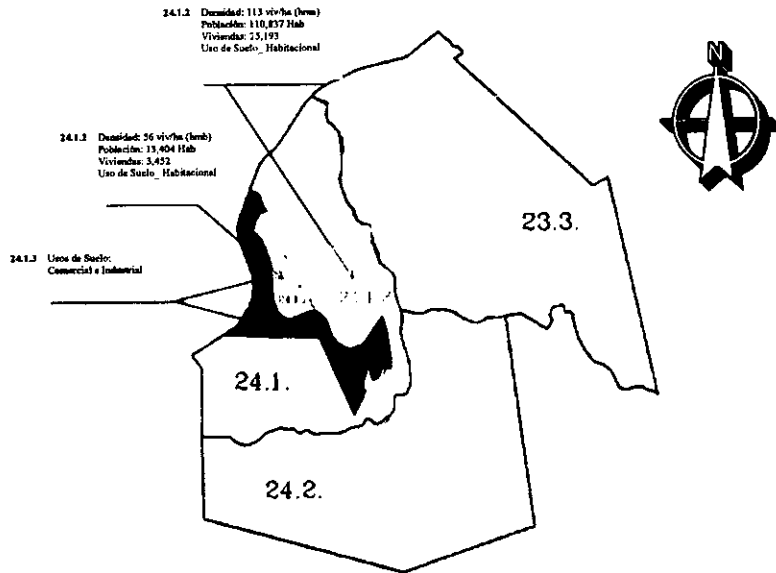 24.1.2 Densidad: 113 viv/ha (hmm)
Población: 110,837 Hab
Viviendas: 25,193
Uso de Suelo_ Habitacional
N
24.1.2 Densidad: 56 viv/ha (hmb)
Población: 13,404 Hab
Viviendas: 3,452
Uso de Suelo_ Habitacional
23.3.
24.1.3 Usos de Suelo:
Comercial e Industrial
24.1.
24.2.